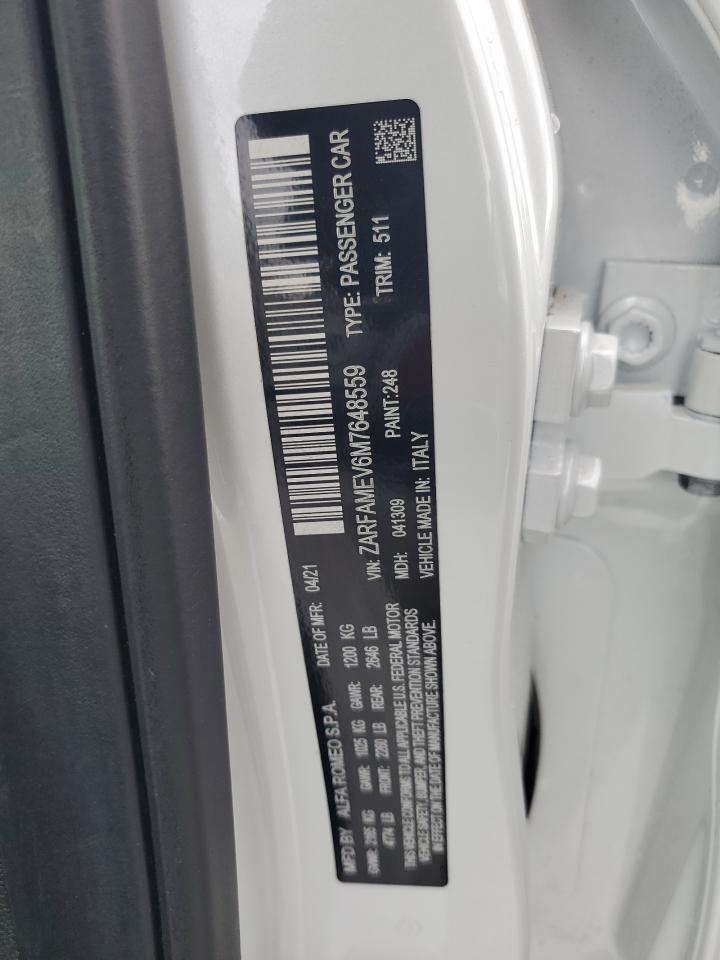 MFD BY ALFA ROMEO S.P.A. DATE OF MFR: 04/21
GVWR: 2165 KG GAWR: 1025 KG GAWR: 1200 KG
4774 LB FRONT: 2260 LB REAR: 2646 LB
THIS VEHICLE CONFORMS TO ALL APPLICABLE U.S. FEDERAL MOTOR
VEHICLE SAFETY, BUMPER, AND THEFT PREVENTION STANDARDS
IN EFFECT ON THE DATE OF MANUFACTURE SHOWN ABOVE.
VIN: ZARFAMEV6M7648559 TYPE: PASSENGER CAR
MDH: 041309 PAINT:248 TRIM: 511
VEHICLE MADE IN: ITALY